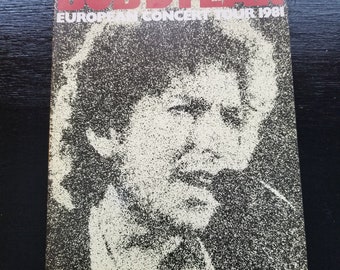 BOB DYLAN
EUROPEAN CONCERT TOUR 1981